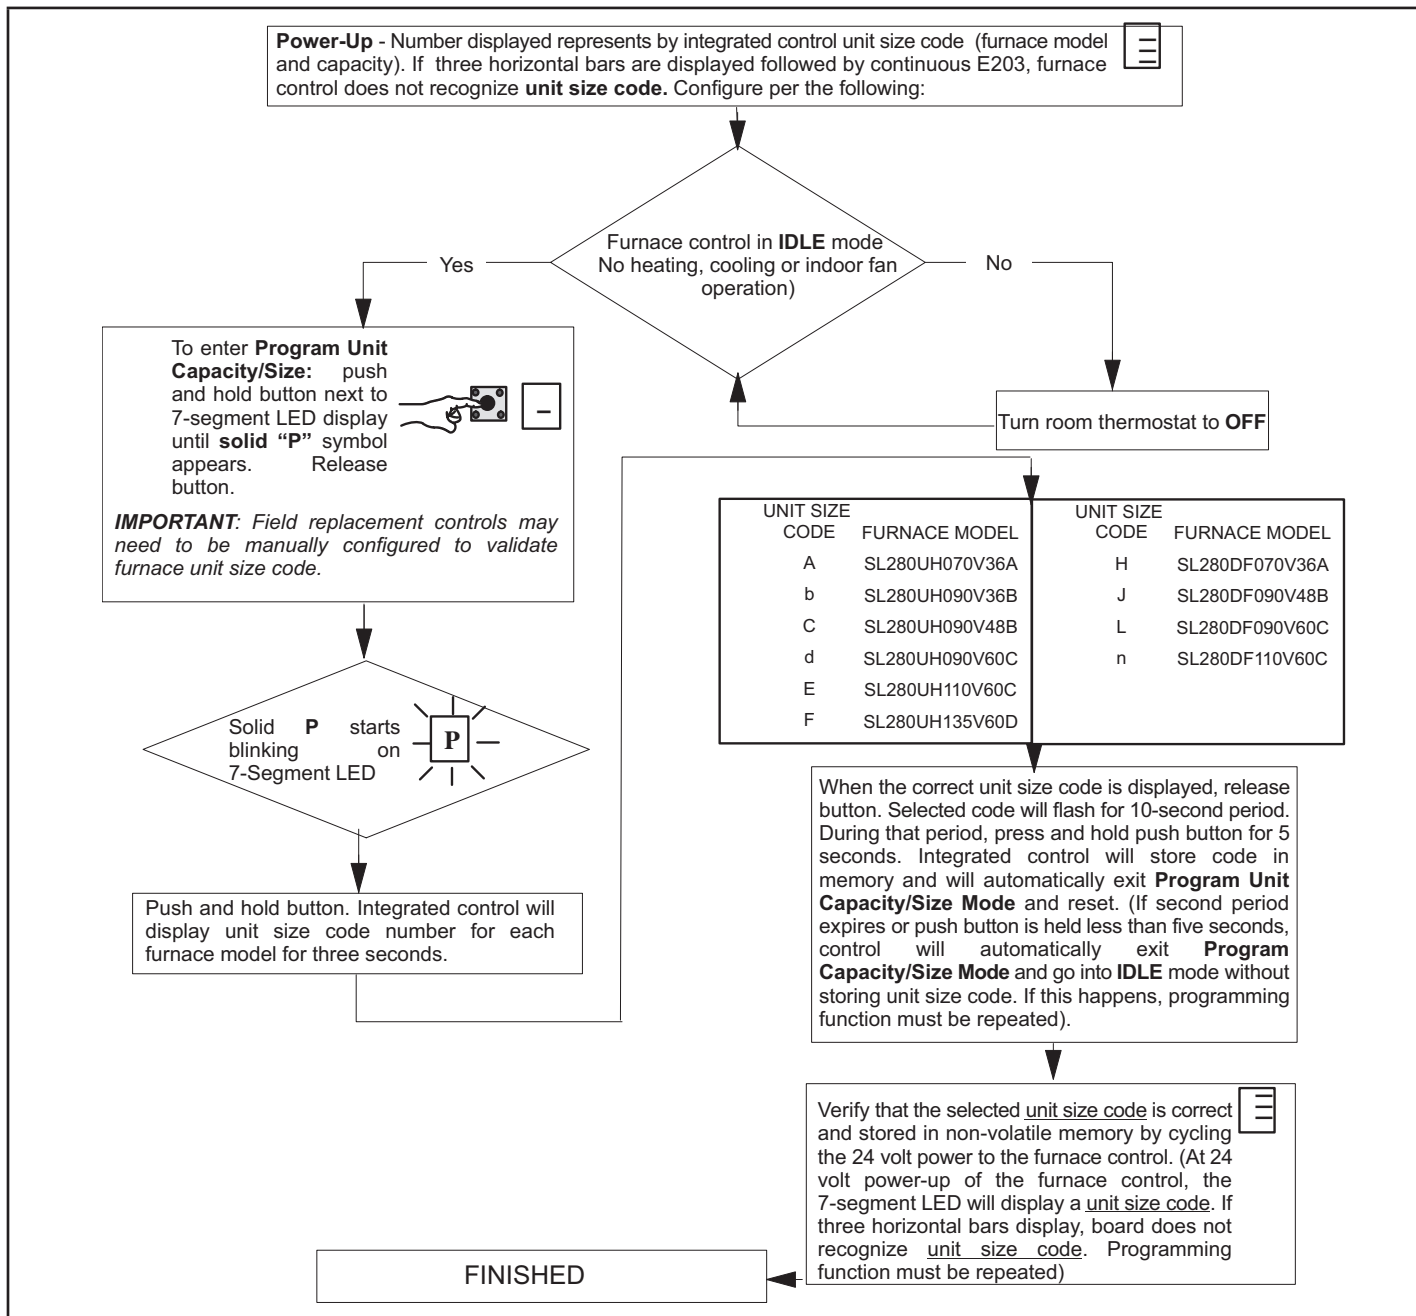 Power-Up - Number displayed represents by integrated control unit size code (furnace model
and capacity). If three horizontal bars are displayed followed by continuous E203, furnace
control does not recognize unit size code. Configure per the following:
Furnace control in IDLE mode
No heating, cooling or indoor fan
operation)
Yes
No
To enter Program Unit
Capacity/Size: push
and hold button next to
7-segment LED display
until solid “P” symbol
appears. Release
button.
IMPORTANT: Field replacement controls may
need to be manually configured to validate
furnace unit size code.
Turn room thermostat to OFF
UNIT SIZE
CODE FURNACE MODEL
A SL280UH070V36A
b SL280UH090V36B
C SL280UH090V48B
d SL280UH090V60C
E SL280UH110V60C
F SL280UH135V60D
UNIT SIZE
CODE FURNACE MODEL
H SL280DF070V36A
J SL280DF090V48B
L SL280DF090V60C
n SL280DF110V60C
Solid P starts
blinking on
7-Segment LED
P
Push and hold button. Integrated control will
display unit size code number for each
furnace model for three seconds.
When the correct unit size code is displayed, release
button. Selected code will flash for 10-second period.
During that period, press and hold push button for 5
seconds. Integrated control will store code in
memory and will automatically exit Program Unit
Capacity/Size Mode and reset. (If second period
expires or push button is held less than five seconds,
control will automatically exit Program
Capacity/Size Mode and go into IDLE mode without
storing unit size code. If this happens, programming
function must be repeated).
Verify that the selected unit size code is correct
and stored in non-volatile memory by cycling
the 24 volt power to the furnace control. (At 24
volt power-up of the furnace control, the
7-segment LED will display a unit size code. If
three horizontal bars display, board does not
recognize unit size code. Programming
function must be repeated)
FINISHED